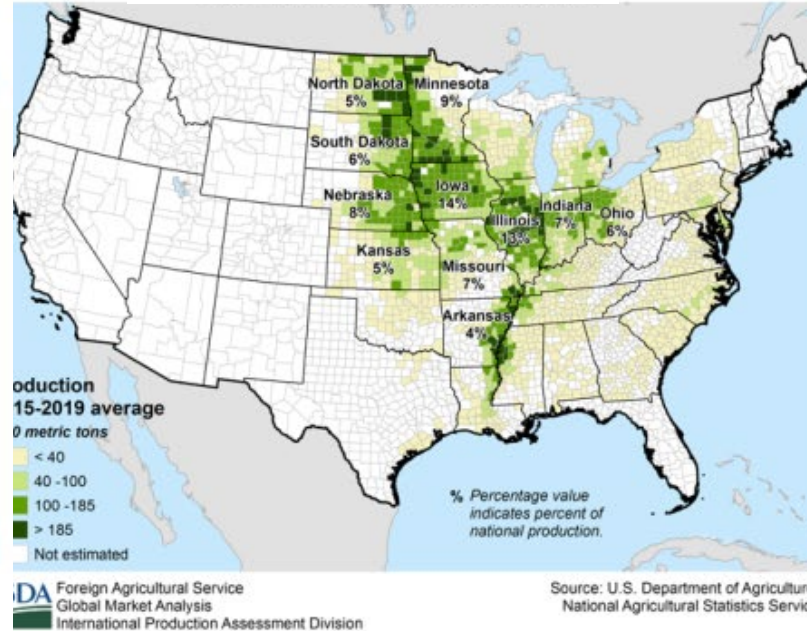 North Dakota
5%
Minnesota
9%
South Dakota
6%
Nebraska
8%
Iowa
14%
Illinois
13%
Indiana
7%
Ohio
6%
Kansas
5%
Missouri
7%
Arkansas
4%
oduction
15-2019 average
0 metric tons
< 40
40 -100
100 -185
> 185
Not estimated
% Percentage value
indicates percent of
national production.
SDA
Foreign Agricultural Service
Global Market Analysis
International Production Assessment Division
Source: U.S. Department of Agricultur
National Agricultural Statistics Servic